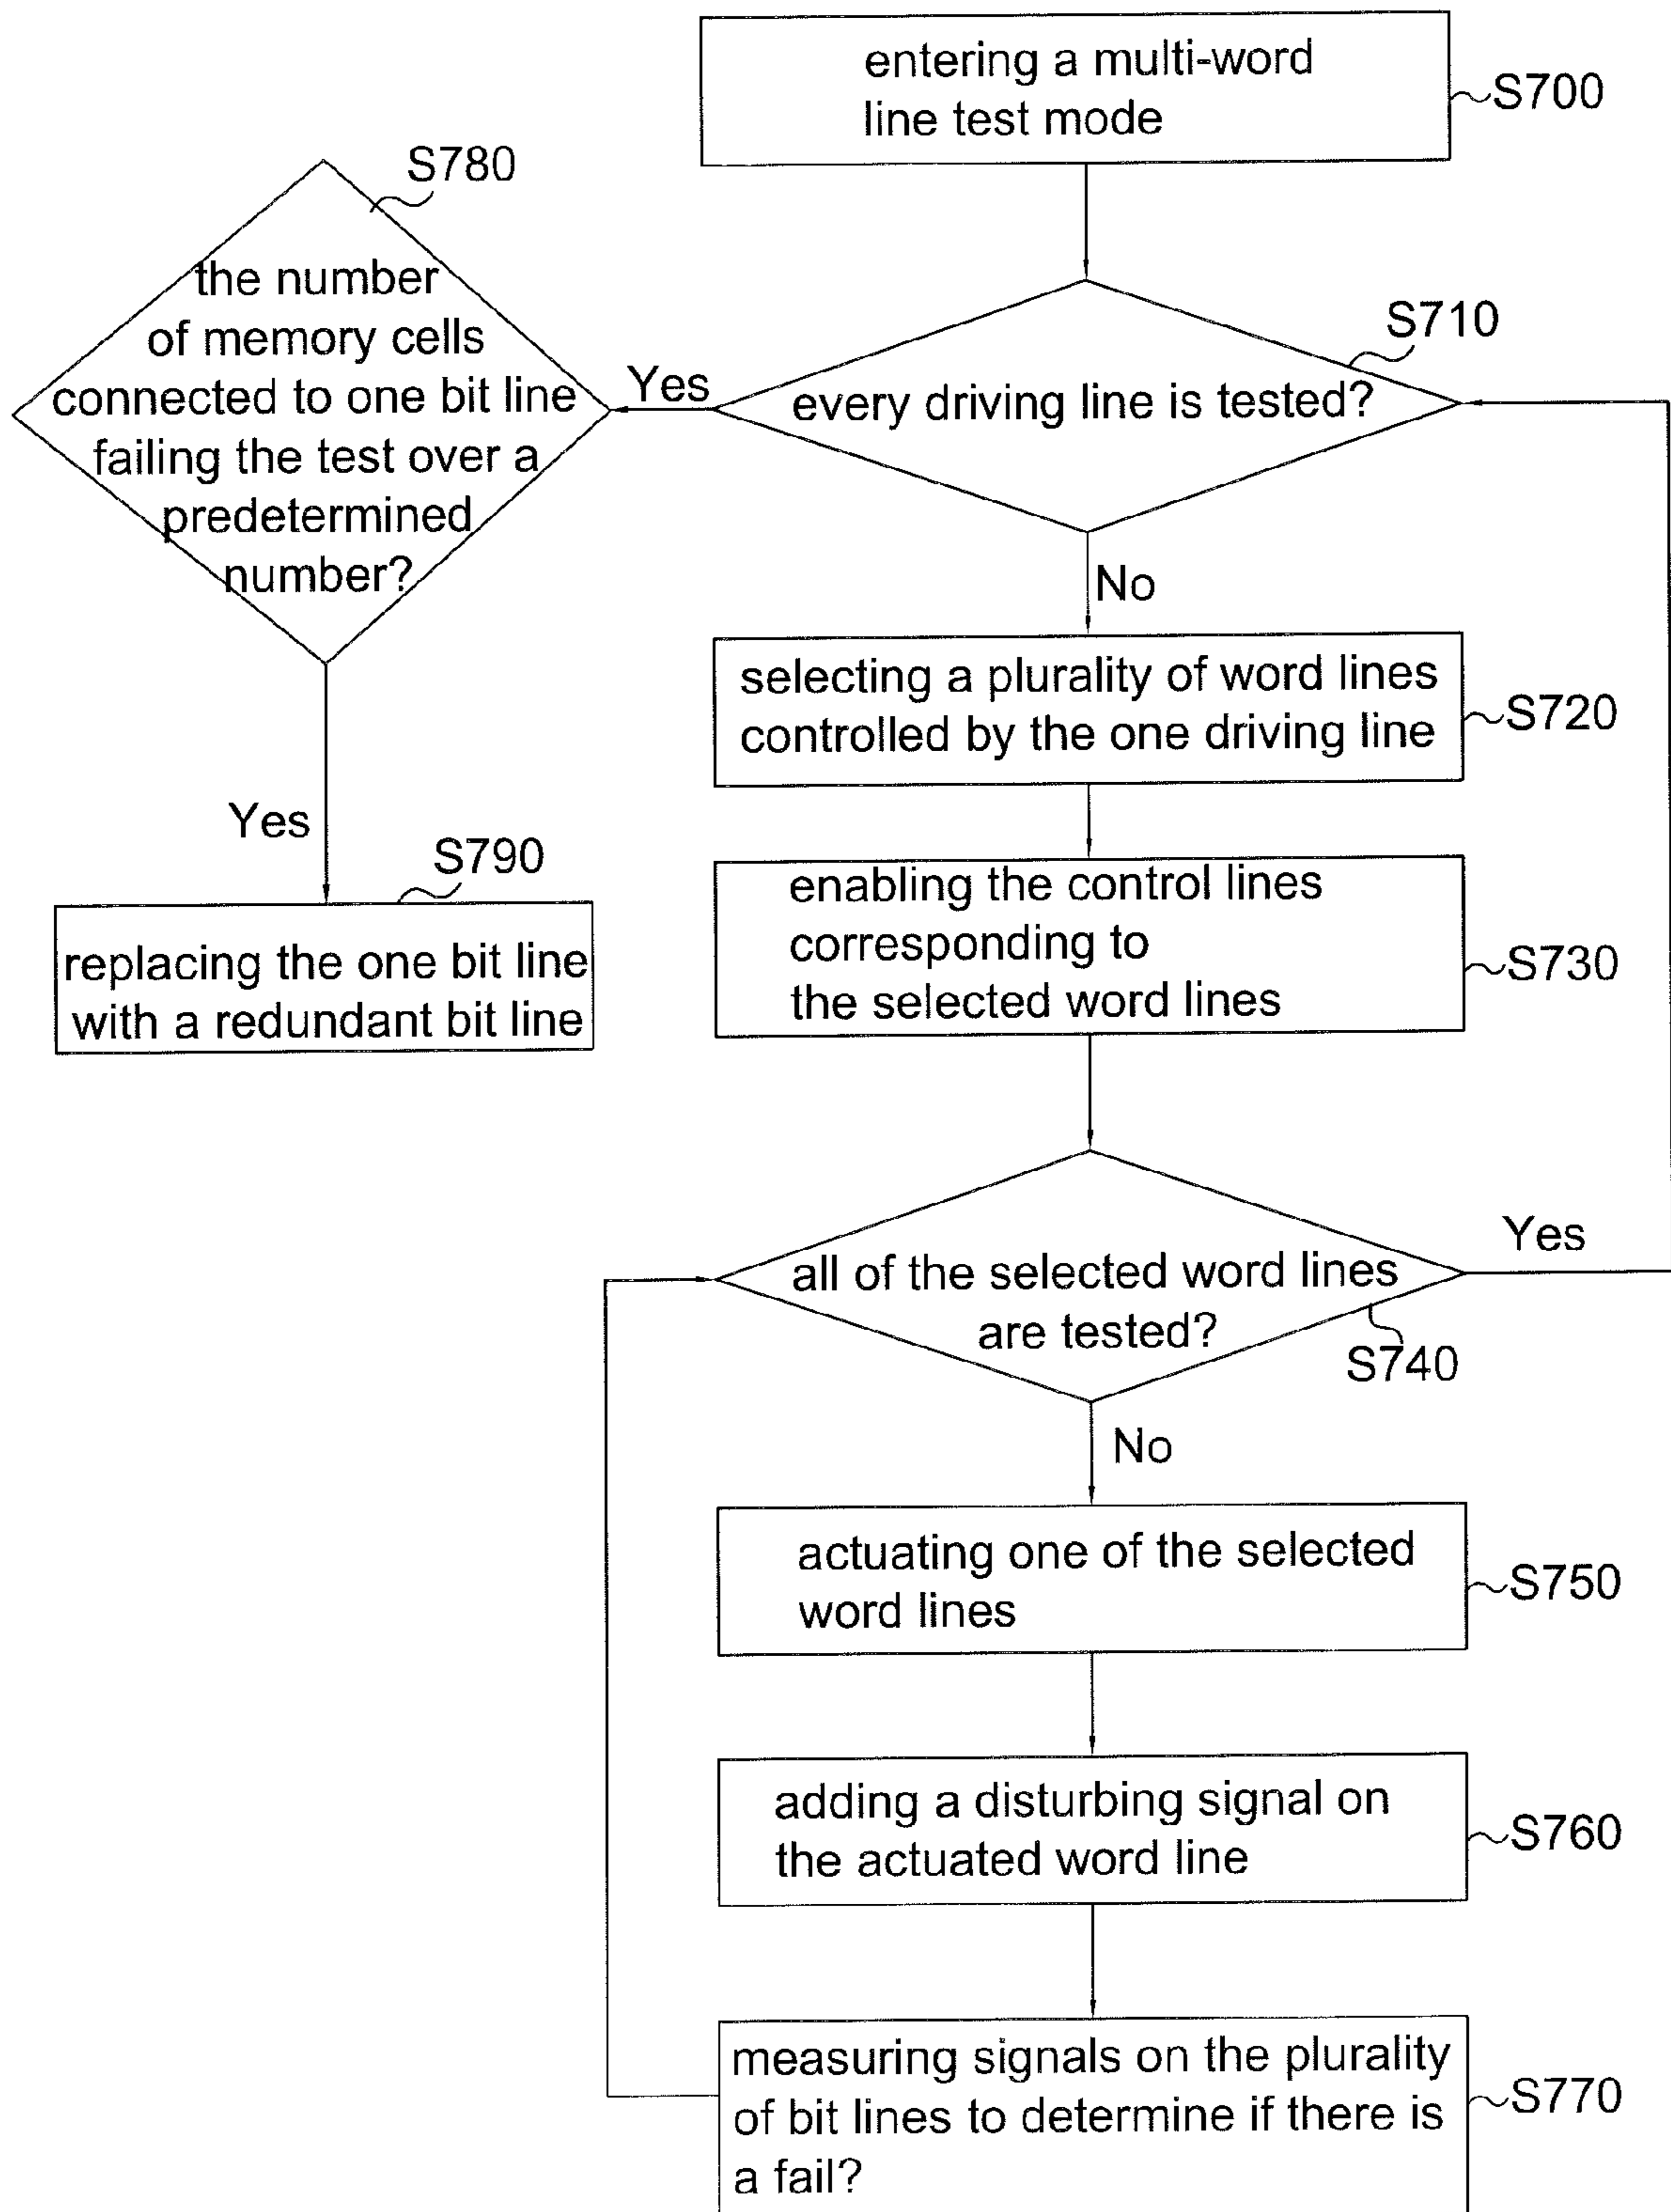 entering a multi-word
line test mode
S700
S780
the number
of memory cells
connected to one bit line
failing the test over a
predetermined
number?
Yes
S710
every driving line is tested?
No
selecting a plurality of word lines
controlled by the one driving line
S720
Yes
S790
replacing the one bit line
with a redundant bit line
enabling the control lines
corresponding to
the selected word lines
S730
Yes
all of the selected word lines
are tested?
S740
No
actuating one of the selected
word lines
S750
adding a disturbing signal on
the actuated word line
S760
measuring signals on the plurality
of bit lines to determine if there is
a fail?
S770